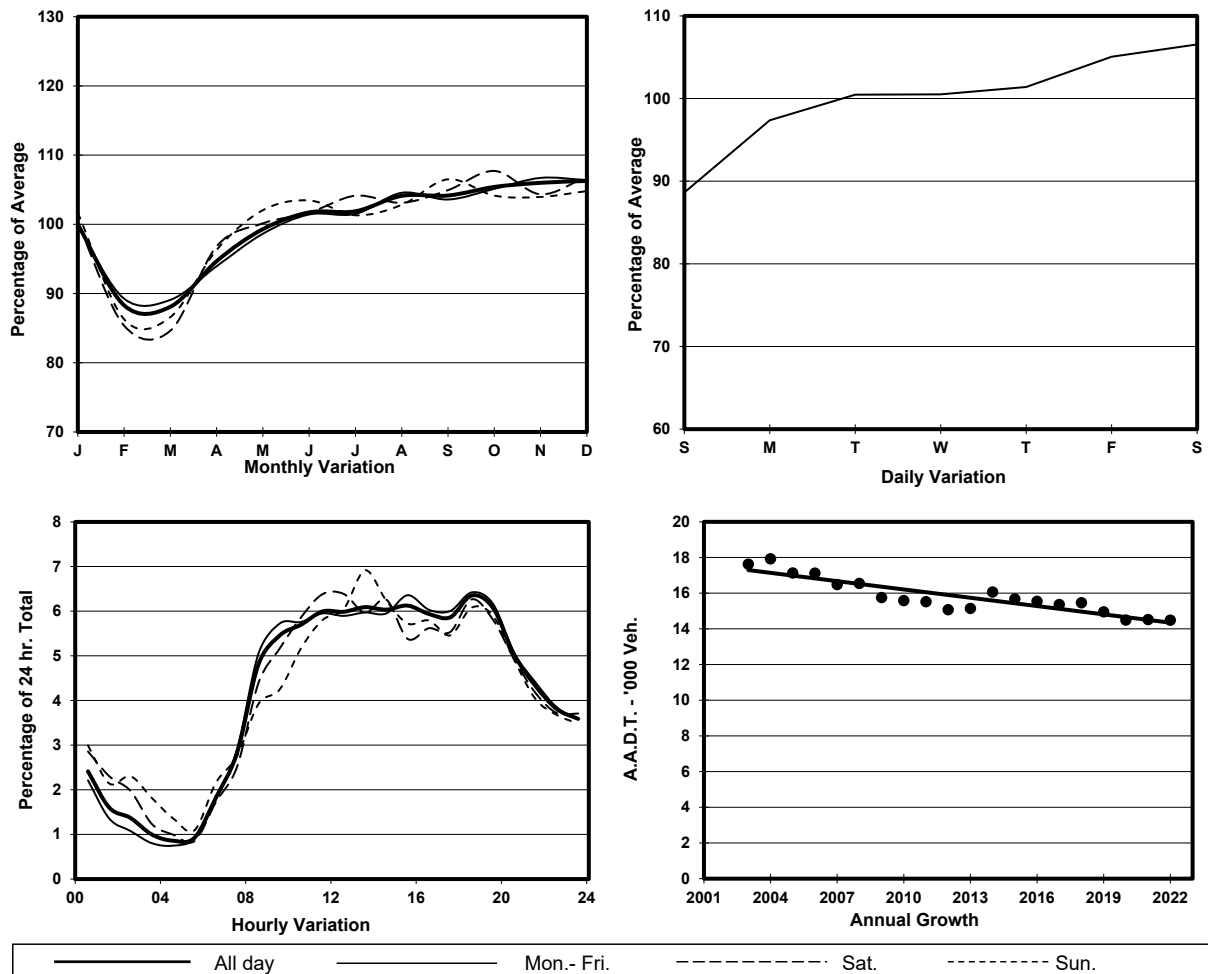 Percentage of Average
130
120
110
100
90
80
70
J F M A M J J A S O N D
Monthly Variation
Percentage of Average
110
100
90
80
70
60
S M T W T F S
Daily Variation
Percentage of 24 hr. Total
8
7
6
5
4
3
2
1
0
00 04 08 12 16 20 24
Hourly Variation
A.A.D.T. - '000 Veh.
20
18
16
14
12
10
8
6
4
2
0
2001 2004 2007 2010 2013 2016 2019 2022
Annual Growth
All day Mon.- Fri. Sat. Sun.